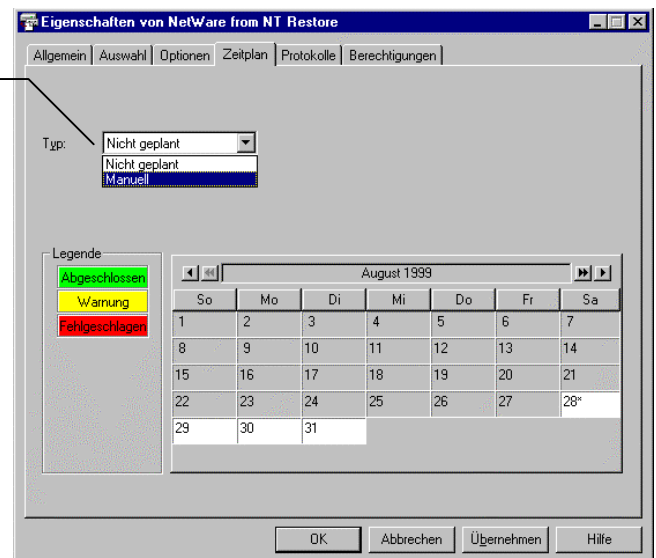 Eigenschaften von NetWare from NT Restore
Allgemein Auswahl Optionen Zeitplan Protokolle Berechtigungen
Typ: Nicht geplant
Nicht geplant
Manuell
Legende
Abgeschlossen
Warnung
Fehlgeschlagen
August 1999
So Mo Di Mi Do Fr Sa
1 2 3 4 5 6 7
8 9 10 11 12 13 14
15 16 17 18 19 20 21
22 23 24 25 26 27 28*
29 30 31
OK Abbrechen Übernehmen Hilfe